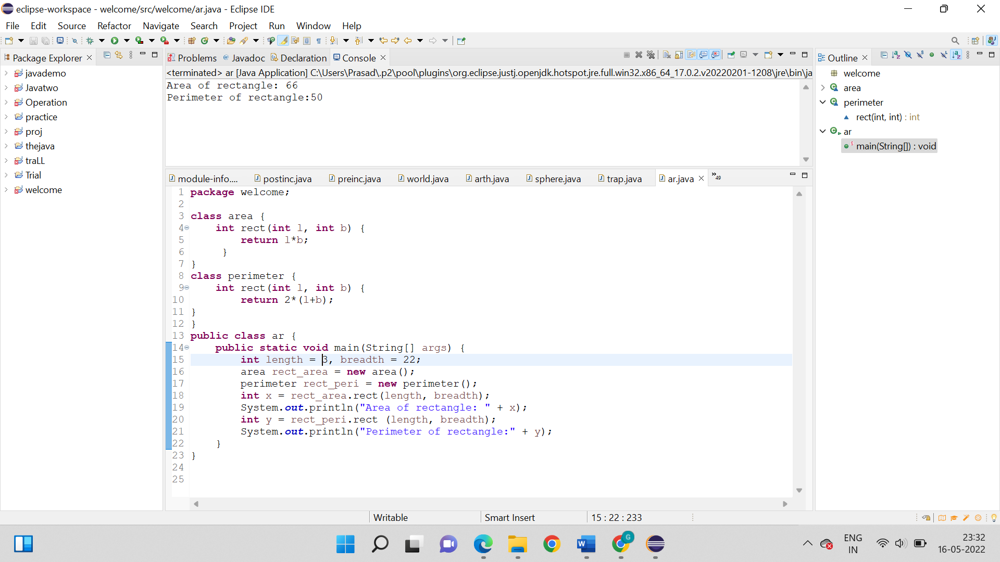 eclipse-workspace - welcome/src/welcome/ar.java - Eclipse IDE
File Edit Source Refactor Navigate Search Project Run Window Help
Package Explorer
javademo
Javatwo
Operation
practice
proj
thejava
traLL
Trial
welcome
Problems @ Javadoc Declaration Console
<terminated> ar [Java Application] C:\Users\Prasad\.p2\pool\plugins\org.eclipse.justj.openjdk.hotspot.jre.full.win32.x86_64_17.0.2.v20220201-1208\jre\bin\ja
Area of rectangle: 66
Perimeter of rectangle:50
module-info.... postinc.java preinc.java world.java arth.java sphere.java trap.java ar.java »49
1 package welcome;
2
3 class area {
4 int rect(int l, int b) {
5 return l*b;
6 }
7 }
8 class perimeter {
9 int rect(int l, int b) {
10 return 2*(l+b);
11 }
12 }
13 public class ar {
14 public static void main(String[] args) {
15 int length = 3, breadth = 22;
16 area rect_area = new area();
17 perimeter rect_peri = new perimeter();
18 int x = rect_area.rect(length, breadth);
19 System.out.println("Area of rectangle: " + x);
20 int y = rect_peri.rect (length, breadth);
21 System.out.println("Perimeter of rectangle:" + y);
22 }
23 }
24
25
Outline
welcome
area
perimeter
rect(int, int) : int
ar
main(String[]) : void
Writable Smart Insert 15 : 22 : 233
ENG
IN
23:32
16-05-2022